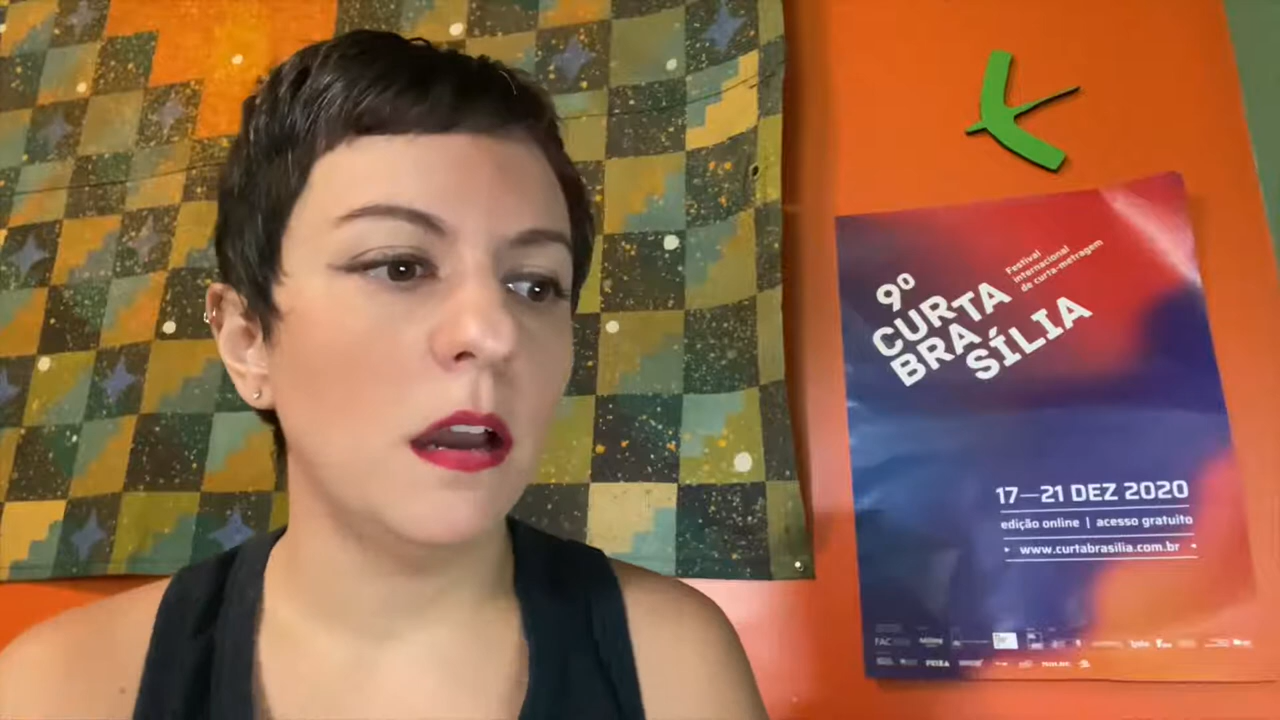 9º
CURTA
BRA
SÍLIA
Festival
internacional
de curta-metragem
17—21 DEZ 2020
edição online | acesso gratuito
www.curtabrasilia.com.br
FAC